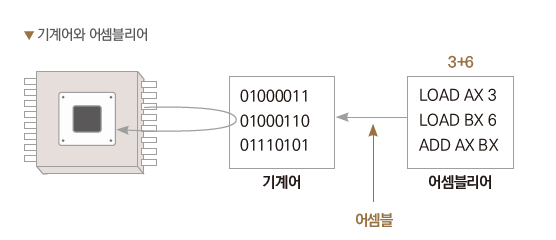 ▼기계어와 어셈블리어
3+6
01000011
01000110
01110101
LOAD AX 3
LOAD BX 6
ADD AX BX
기계어
어셈블리어
어셈블